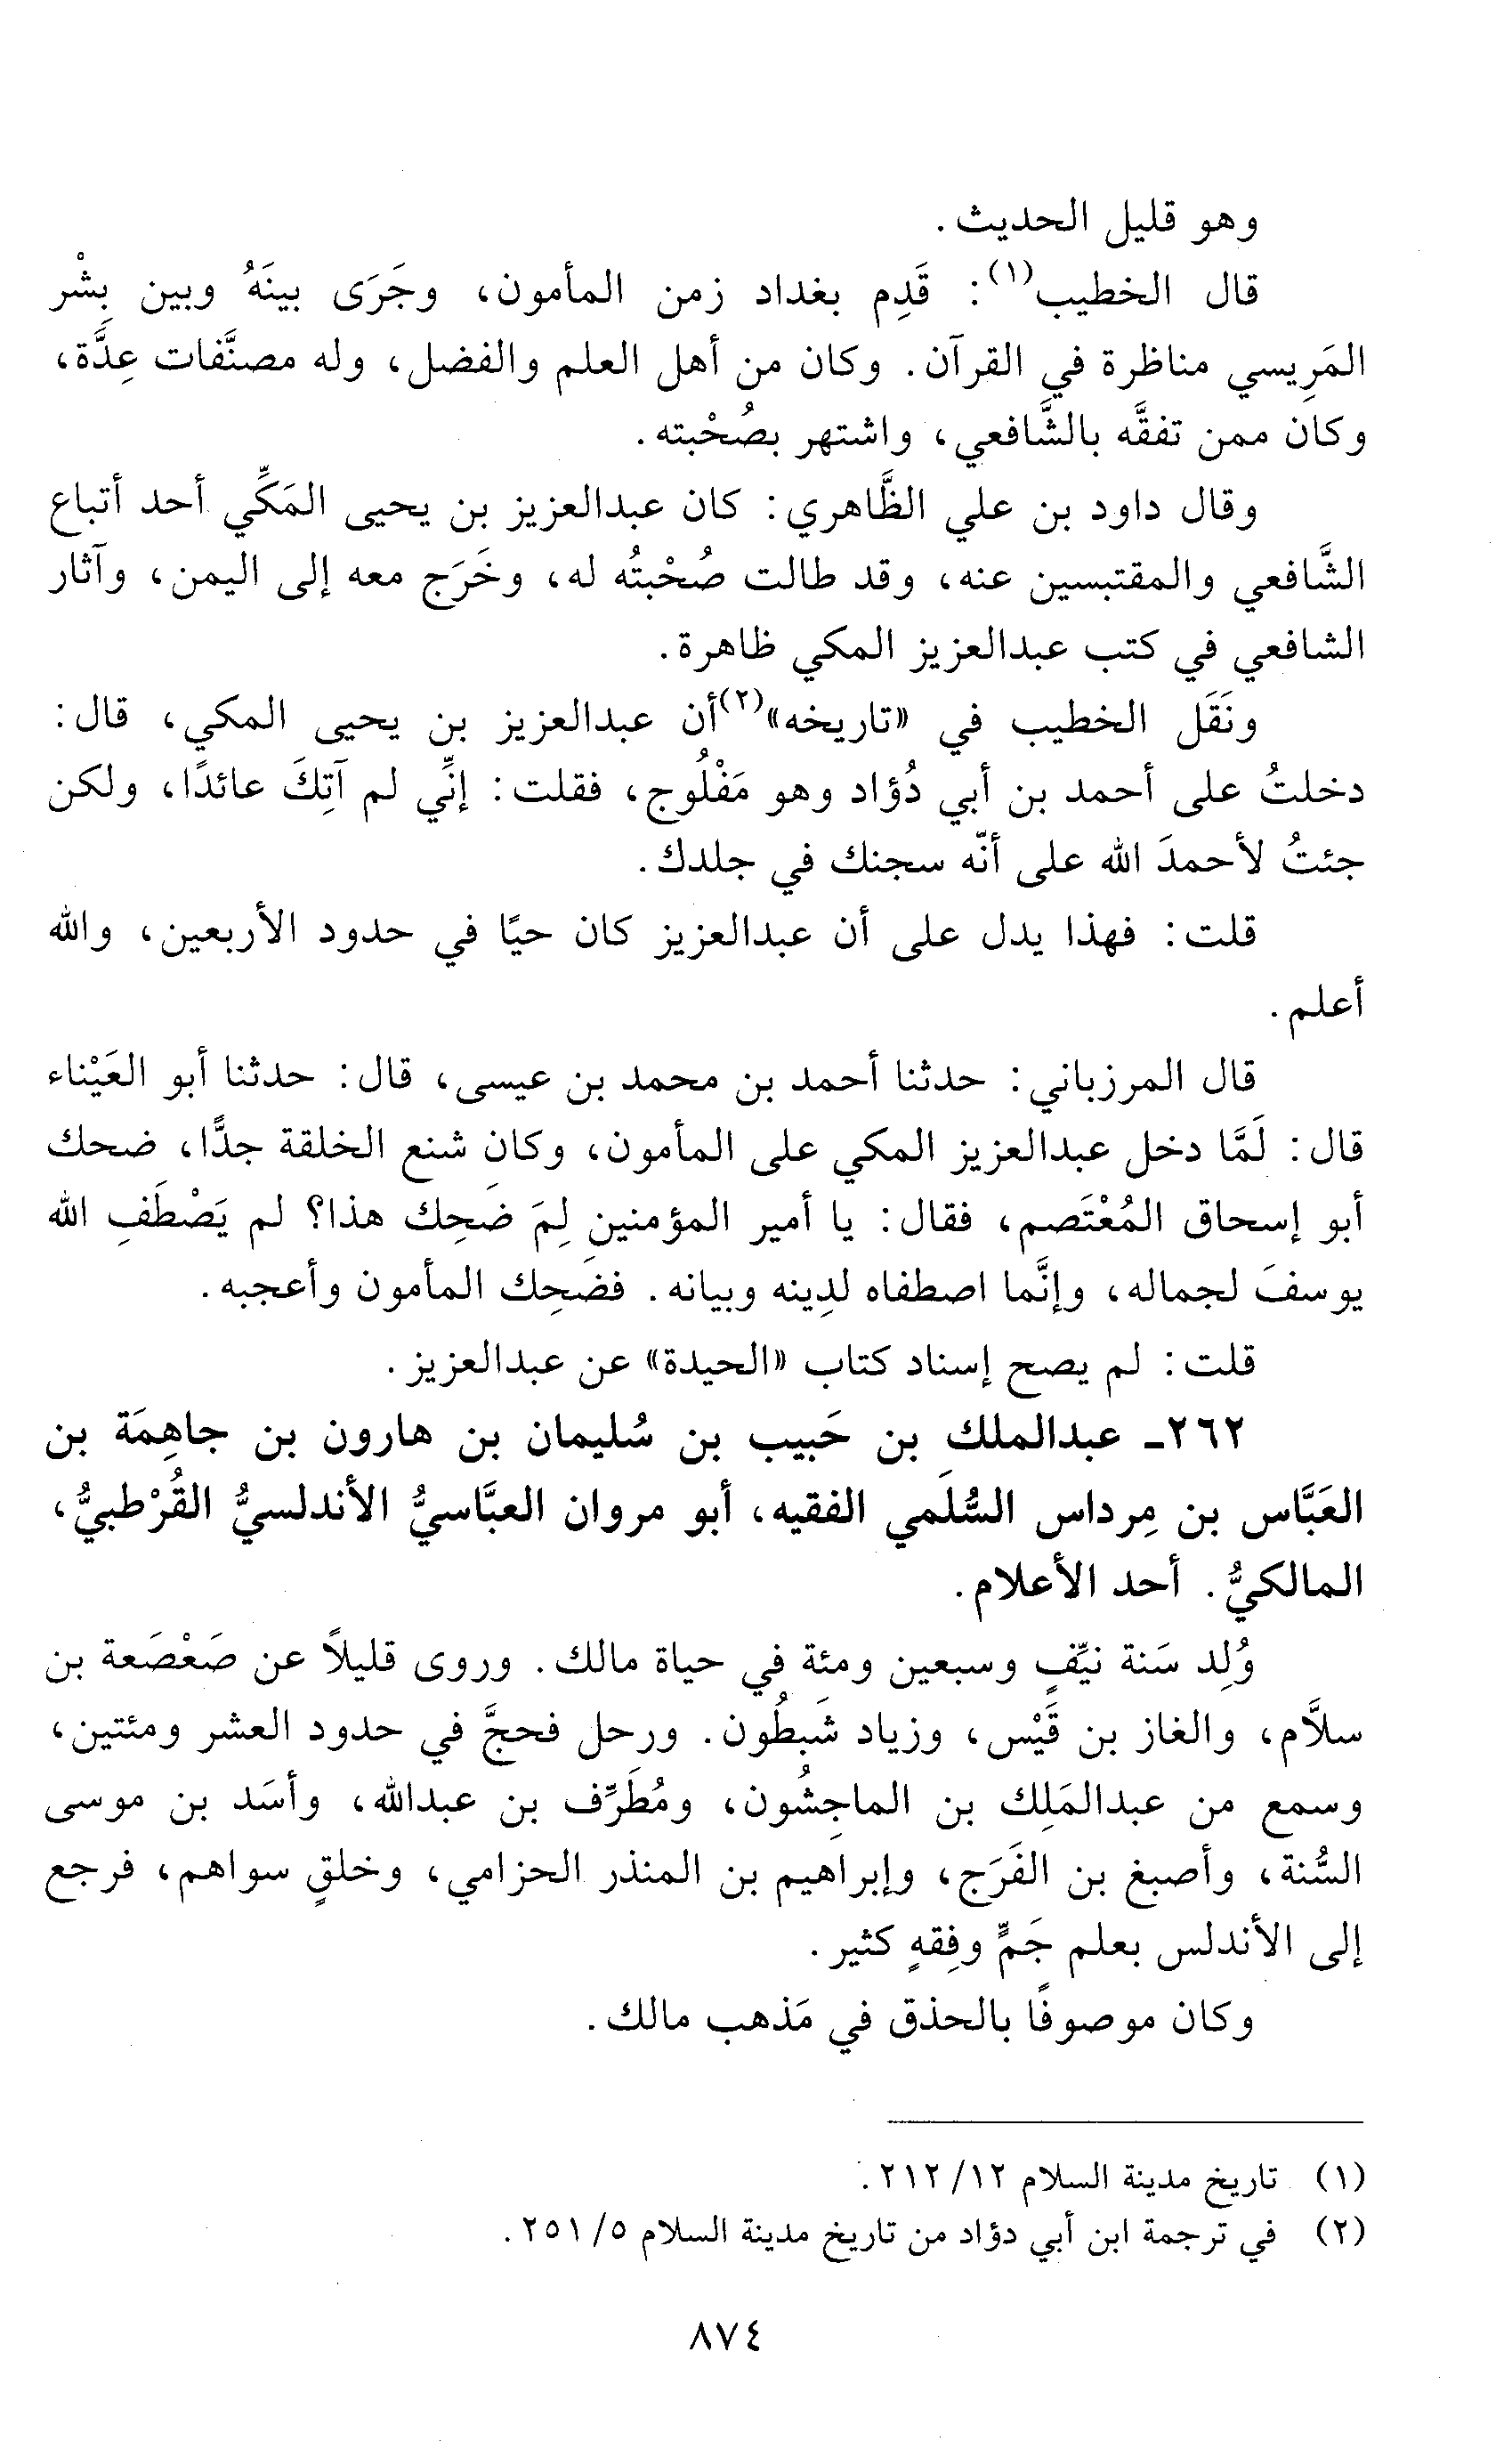 وهو قليل الحديث.
قال الخطيب(١): قَدِم بغداد زمن المأمون، وجَرَى بينَهُ وبين بِشْر
المَرِيسي مناظرة في القرآن. وكان من أهل العلم والفضل، وله مصنَّفات عِدَّة،
وكان ممن تفقَّه بالشَّافعي، واشتهر بصُحْبته.
وقال داود بن علي الظَّاهري: كان عبدالعزيز بن يحيى المَكِّي أحد أتباع
الشَّافعي والمقتبسين عنه، وقد طالت صُحْبتُه له، وخَرَج معه إلى اليمن، وآثار
الشافعي في كتب عبدالعزيز المكي ظاهرة.
ونَقَل الخطيب في «تاريخه»(٢) أن عبدالعزيز بن يحيى المكي، قال:
دخلتُ على أحمد بن أبي دُؤاد وهو مَفْلُوج، فقلت: إنِّي لم آتِكَ عائدًا، ولكن
جئتُ لأحمدَ الله على أنّه سجنك في جلدك.
قلت: فهذا يدل على أن عبدالعزيز كان حيًا في حدود الأربعين، والله
أعلم.
قال المرزباني: حدثنا أحمد بن محمد بن عيسى، قال: حدثنا أبو العَيْناء
قال: لَمَّا دخل عبدالعزيز المكي على المأمون، وكان شنع الخلقة جدًّا، ضحك
أبو إسحاق المُعْتَصم، فقال: يا أمير المؤمنين لِمَ ضَحِك هذا؟ لم يَصْطَفِ الله
يوسفَ لجماله، وإنَّما اصطفاه لدِينه وبيانه. فضَحِك المأمون وأعجبه.
قلت: لم يصح إسناد كتاب «الحيدة» عن عبدالعزيز.
٢٦٢ـ عبدالملك بن حَبيب بن سُليمان بن هارون بن جاهِمَة بن
العَبَّاس بن مِرداس السُّلَمي الفقيه، أبو مروان العبَّاسيُّ الأندلسيُّ القُرْطبيُّ،
المالكيُّ. أحد الأعلام.
وُلِد سَنة نيِّفٍ وسبعين ومئة في حياة مالك. وروى قليلاً عن صَعْصَعة بن
سلاَّم، والغاز بن قَيْس، وزياد شَبطُون. ورحل فحجَّ في حدود العشر ومئتين،
وسمع من عبدالمَلِك بن الماجِشُون، ومُطَرِّف بن عبدالله، وأسَد بن موسى
السُّنة، وأصبغ بن الفَرَج، وإبراهيم بن المنذر الحزامي، وخلقٍ سواهم، فرجع
إلى الأندلس بعلم جَمٍّ وفِقهٍ كثير.
وكان موصوفًا بالحذق في مَذهب مالك.
(١) تاريخ مدينة السلام ١٢/ ٢١٢.
(٢) في ترجمة ابن أبي دؤاد من تاريخ مدينة السلام ٥/ ٢٥١.
٨٧٤